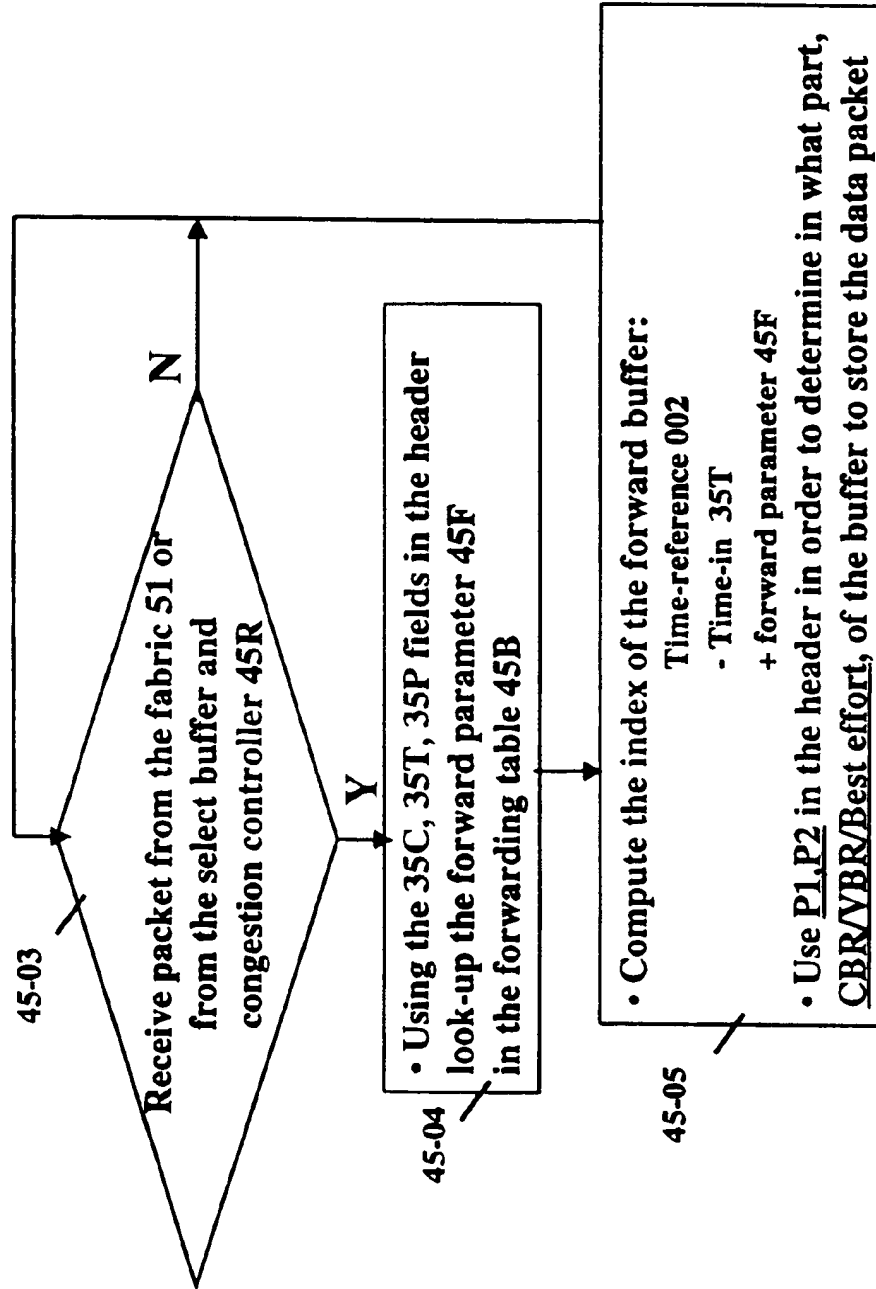 45-03
Receive packet from the fabric 51 or
from the select buffer and
congestion controller 45R
N
Y
45-04
• Using the 35C, 35T, 35P fields in the header
look-up the forward parameter 45F
in the forwarding table 45B
45-05
• Compute the index of the forward buffer:
Time-reference 002
- Time-in 35T
+ forward parameter 45F
• Use P1,P2 in the header in order to determine in what part,
CBR/VBR/Best effort, of the buffer to store the data packet